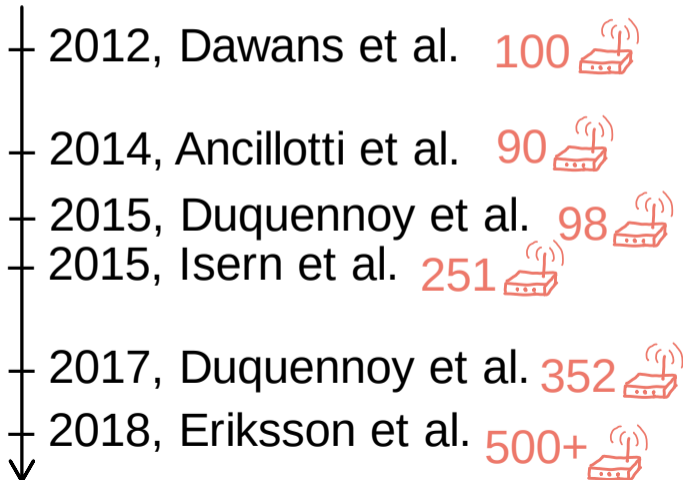 2012, Dawans et al. 100
2014, Ancillotti et al. 90
2015, Duquennoy et al. 98
2015, Isern et al. 251
2017, Duquennoy et al. 352
2018, Eriksson et al. 500+